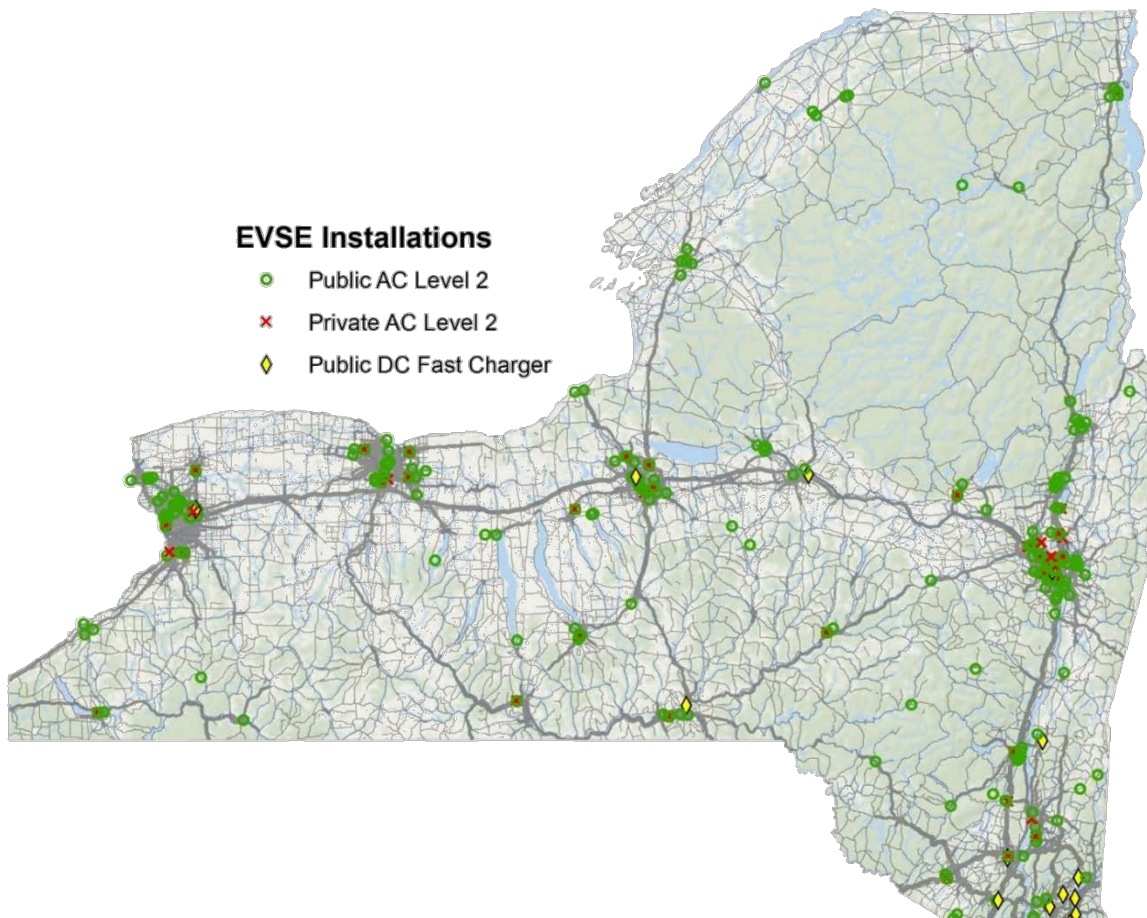 EVSE Installations
Public AC Level 2
Private AC Level 2
Public DC Fast Charger